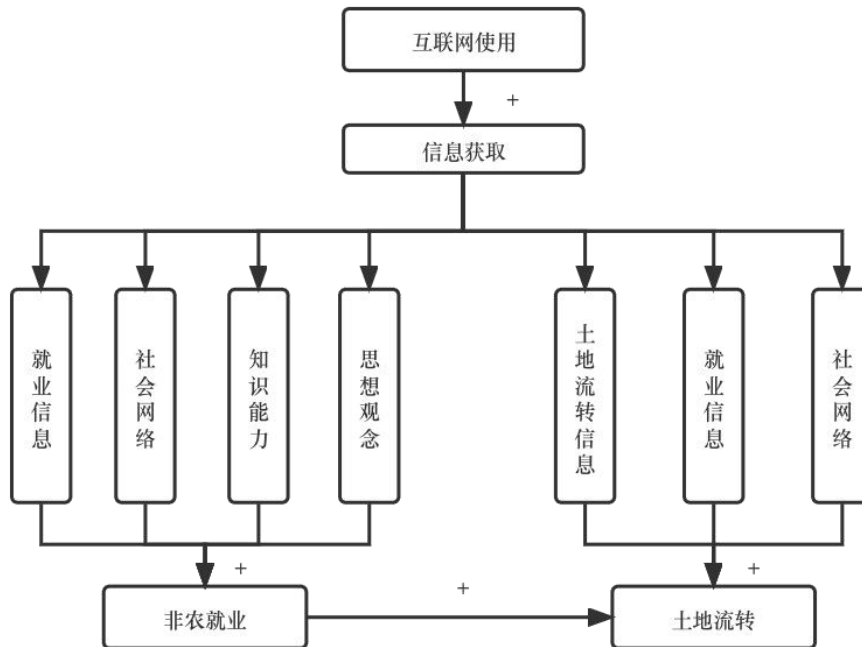 互联网使用
+
信息获取
就业信息
社会网络
知识能力
思想观念
土地流转信息
就业信息
社会网络
+
+
+
非农就业
土地流转